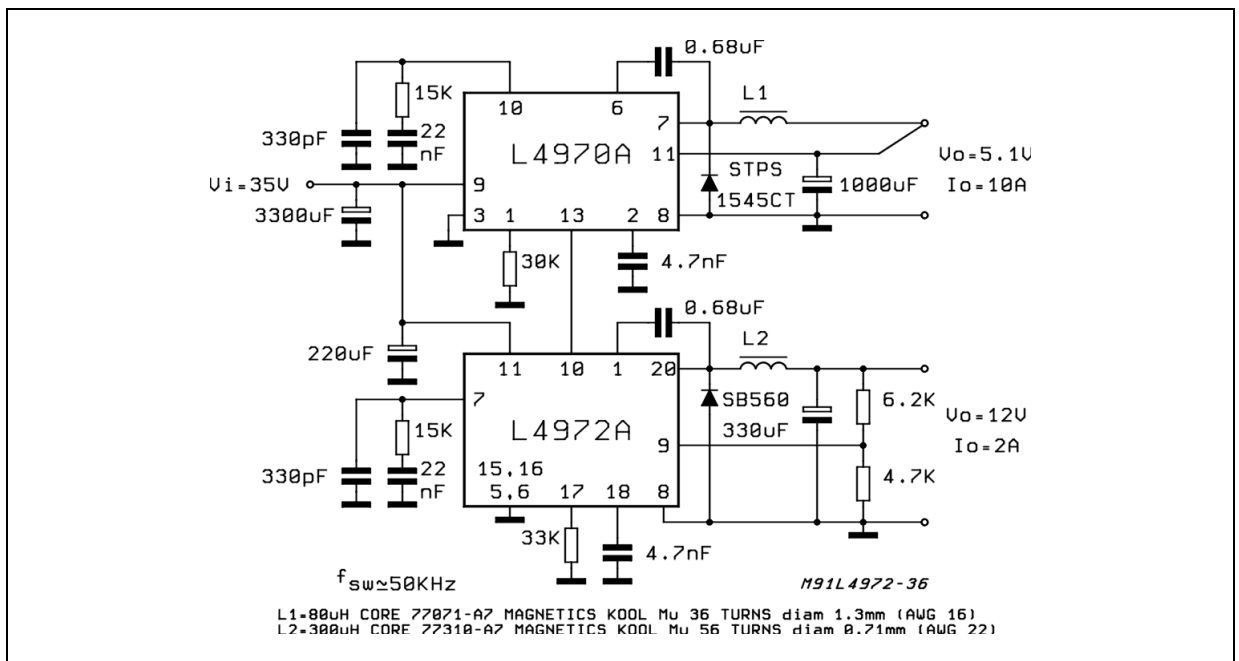 0.68uF
15K
10
6
L1
330pF
22
nF
7
L4970A
11
Vo=5.1V
Vi=35V
9
STPS
1545CT
1000uF
Io=10A
3300uF
3
1
13
2
8
30K
4.7nF
0.68uF
L2
220uF
11
10
1
20
7
SB560
6.2K
15K
L4972A
330uF
Vo=12V
9
Io=2A
330pF
22
nF
15,16
5,6
17
18
8
4.7K
33K
4.7nF
fsw≃50KHz
M91L4972-36
L1=80uH CORE 77071-A7 MAGNETICS KOOL Mu 36 TURNS diam 1.3mm (AWG 16)
L2=300uH CORE 77310-A7 MAGNETICS KOOL Mu 56 TURNS diam 0.71mm (AWG 22)